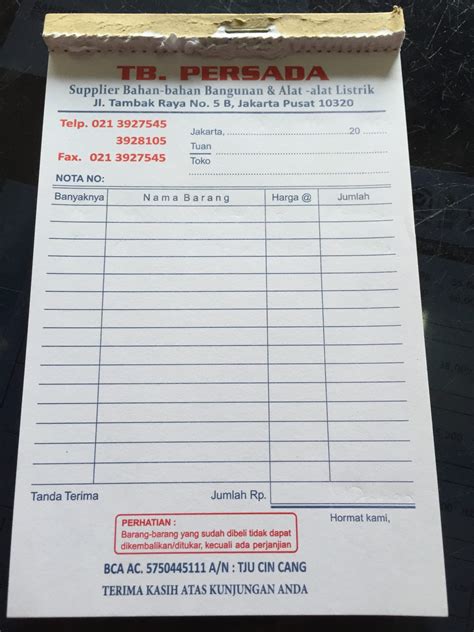 TB. PERSADA
Supplier Bahan-bahan Bangunan & Alat -alat Listrik
Jl. Tambak Raya No. 5 B, Jakarta Pusat 10320
Telp. 021 3927545
3928105
Fax. 021 3927545
Jakarta, 20
Tuan
Toko
NOTA NO:
Banyaknya Nama Barang Harga @ Jumlah
Tanda Terima Jumlah Rp.
Hormat kami,
PERHATIAN :
Barang-barang yang sudah dibeli tidak dapat
dikembalikan/ditukar, kecuali ada perjanjian
BCA AC. 5750445111 A/N : TJU CIN CANG
TERIMA KASIH ATAS KUNJUNGAN ANDA